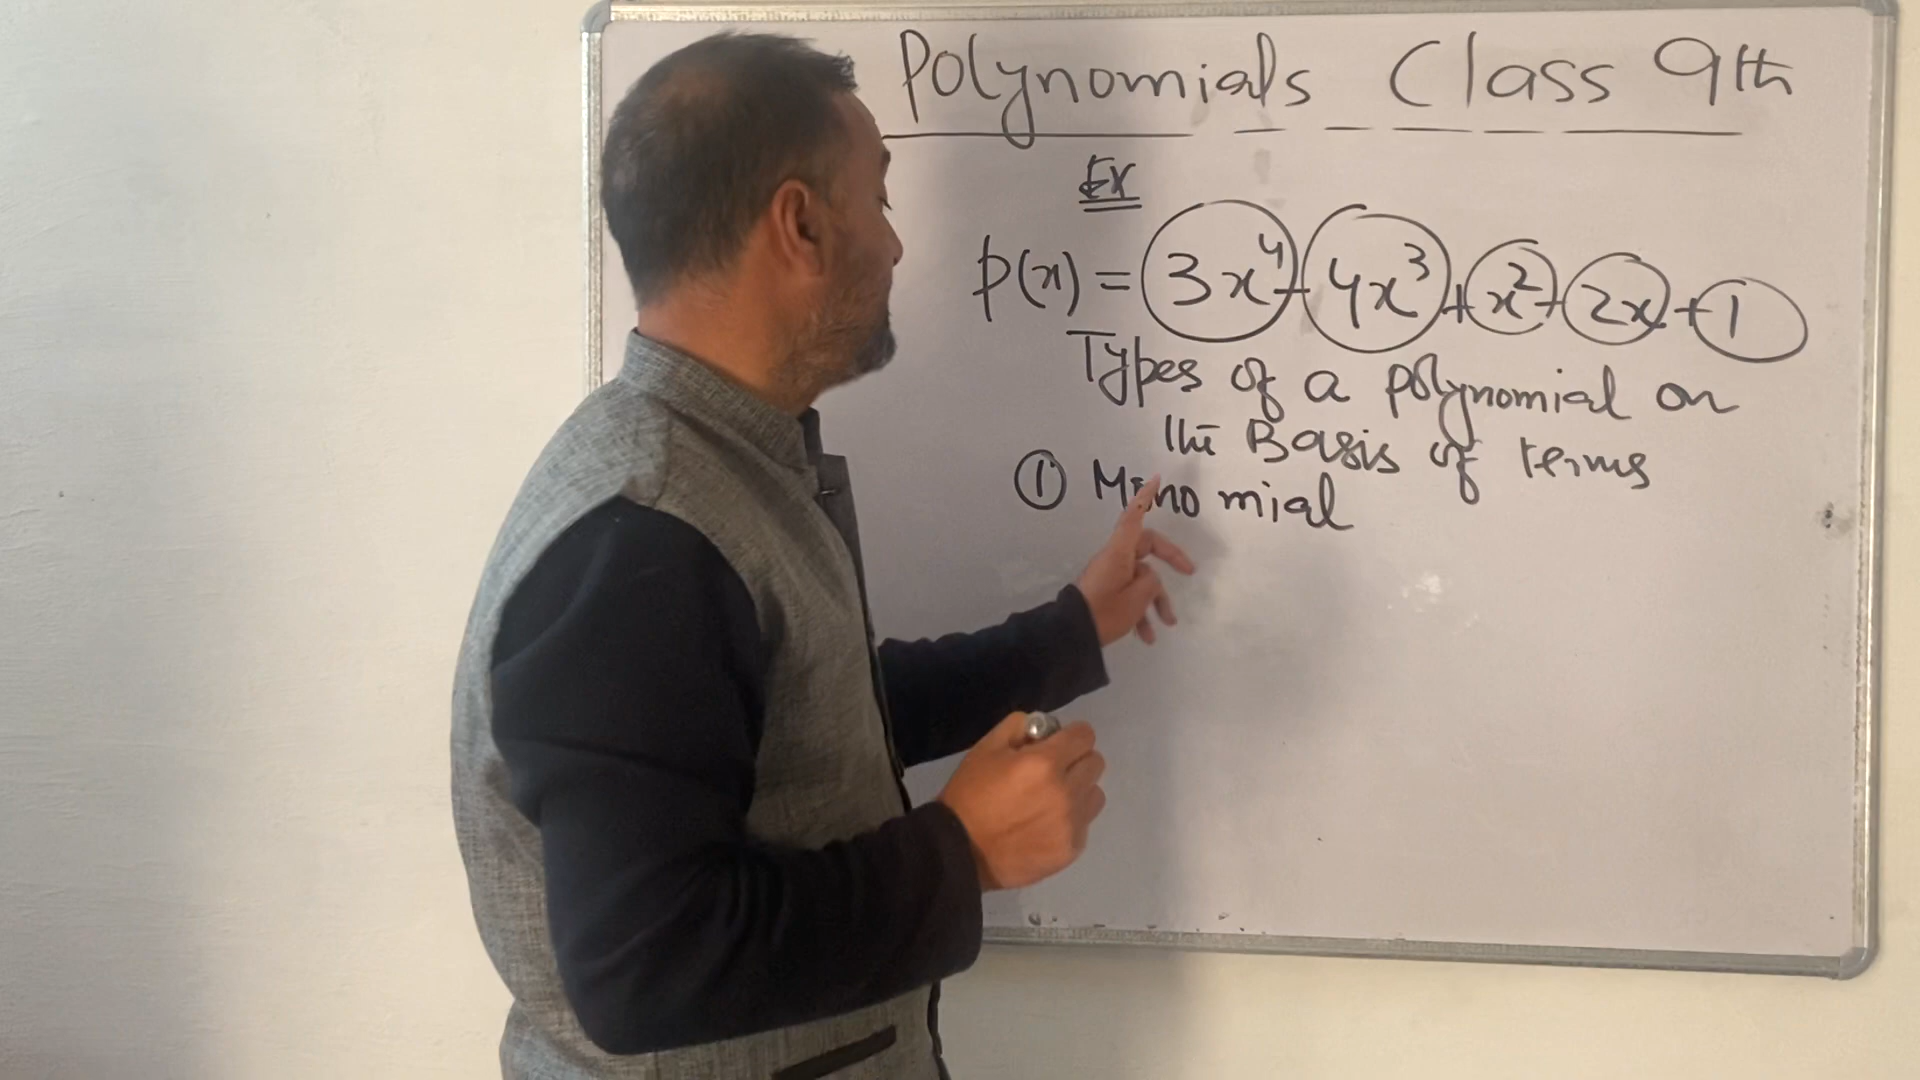 Polynomials Class 9th
Ex
p(x) = 3x⁴ - 4x³ + x² - 2x + 1
Types of a polynomial on
the Basis of terms
① Monomial